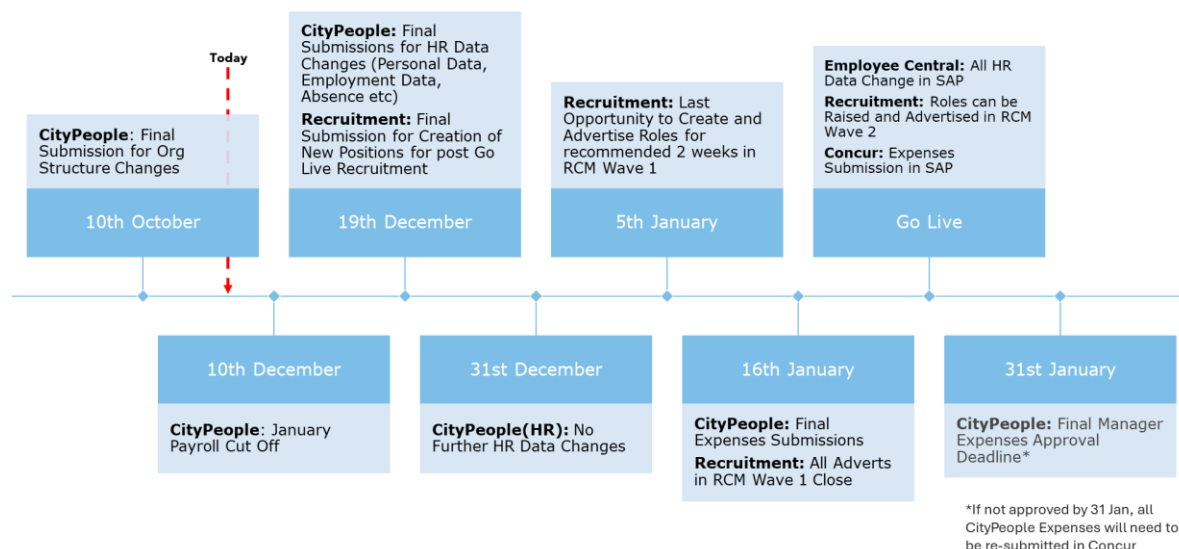 Today
CityPeople: Final
Submission for Org
Structure Changes
10th October
CityPeople: Final
Submissions for HR Data
Changes (Personal Data,
Employment Data,
Absence etc)
Recruitment: Final
Submission for Creation of
New Positions for post Go
Live Recruitment
19th December
Recruitment: Last
Opportunity to Create and
Advertise Roles for
recommended 2 weeks in
RCM Wave 1
5th January
Employee Central: All HR
Data Change in SAP
Recruitment: Roles can be
Raised and Advertised in RCM
Wave 2
Concur: Expenses
Submission in SAP
Go Live
10th December
CityPeople: January
Payroll Cut Off
31st December
CityPeople(HR): No
Further HR Data Changes
16th January
CityPeople: Final
Expenses Submissions
Recruitment: All Adverts
in RCM Wave 1 Close
31st January
CityPeople: Final Manager
Expenses Approval
Deadline*
*If not approved by 31 Jan, all
CityPeople Expenses will need to
be re-submitted in Concur